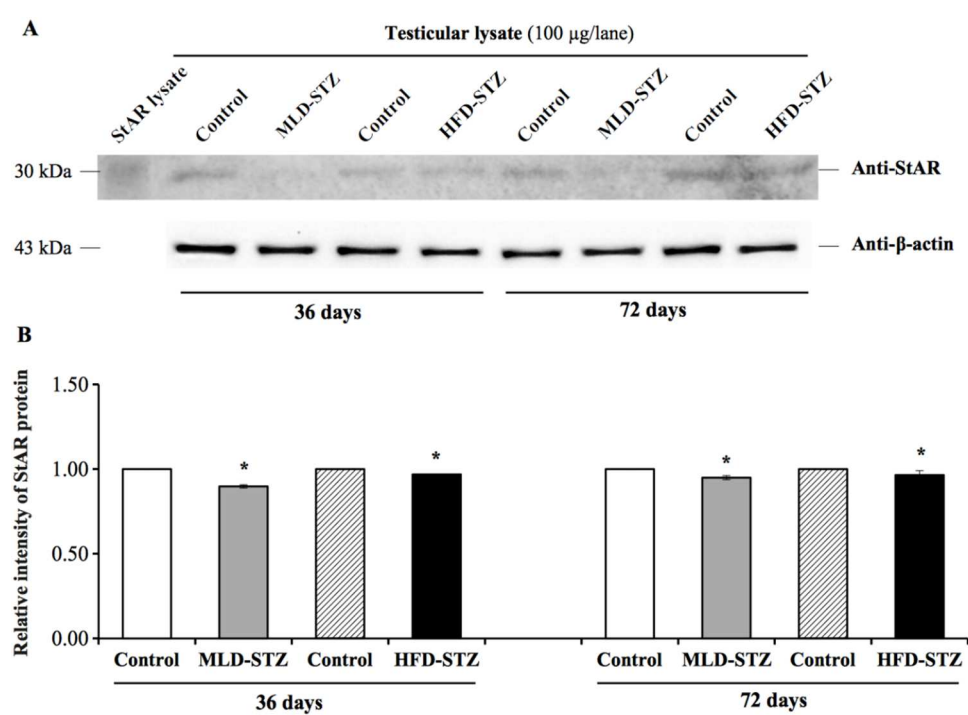 A
Testicular lysate (100 µg/lane)
StAR lysate
Control
MLD-STZ
Control
HFD-STZ
Control
MLD-STZ
Control
HFD-STZ
30 kDa
Anti-StAR
43 kDa
Anti-β-actin
36 days
72 days
B
Relative intensity of StAR protein
1.50
1.00
0.50
0.00
*
*
*
*
Control MLD-STZ Control HFD-STZ Control MLD-STZ Control HFD-STZ
36 days
72 days